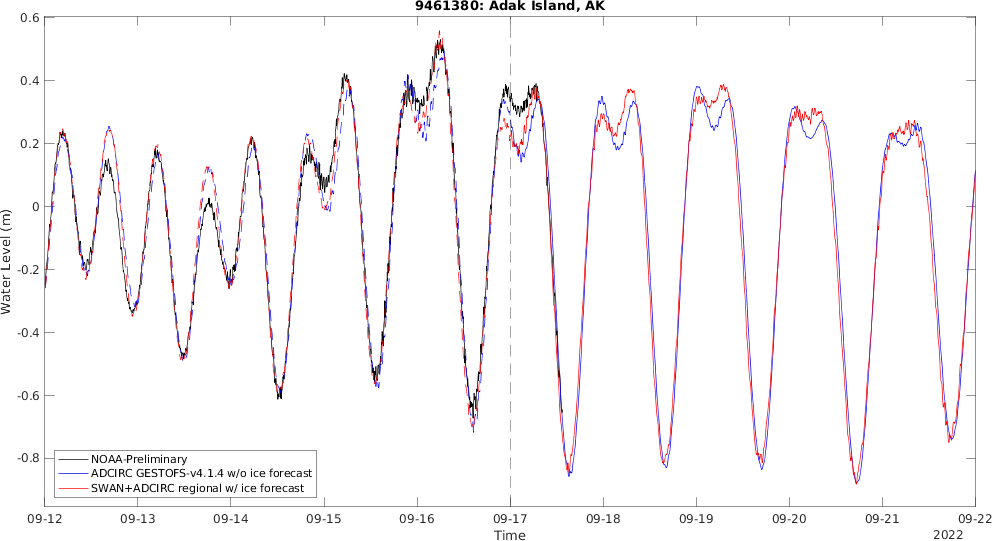 9461380: Adak Island, AK
0.6
0.4
0.2
0
-0.2
-0.4
-0.6
-0.8
Water Level (m)
NOAA-Preliminary
ADCIRC GESTOFS-v4.1.4 w/o ice forecast
SWAN+ADCIRC regional w/ ice forecast
09-12 09-13 09-14 09-15 09-16 09-17 09-18 09-19 09-20 09-21 09-22
Time
2022